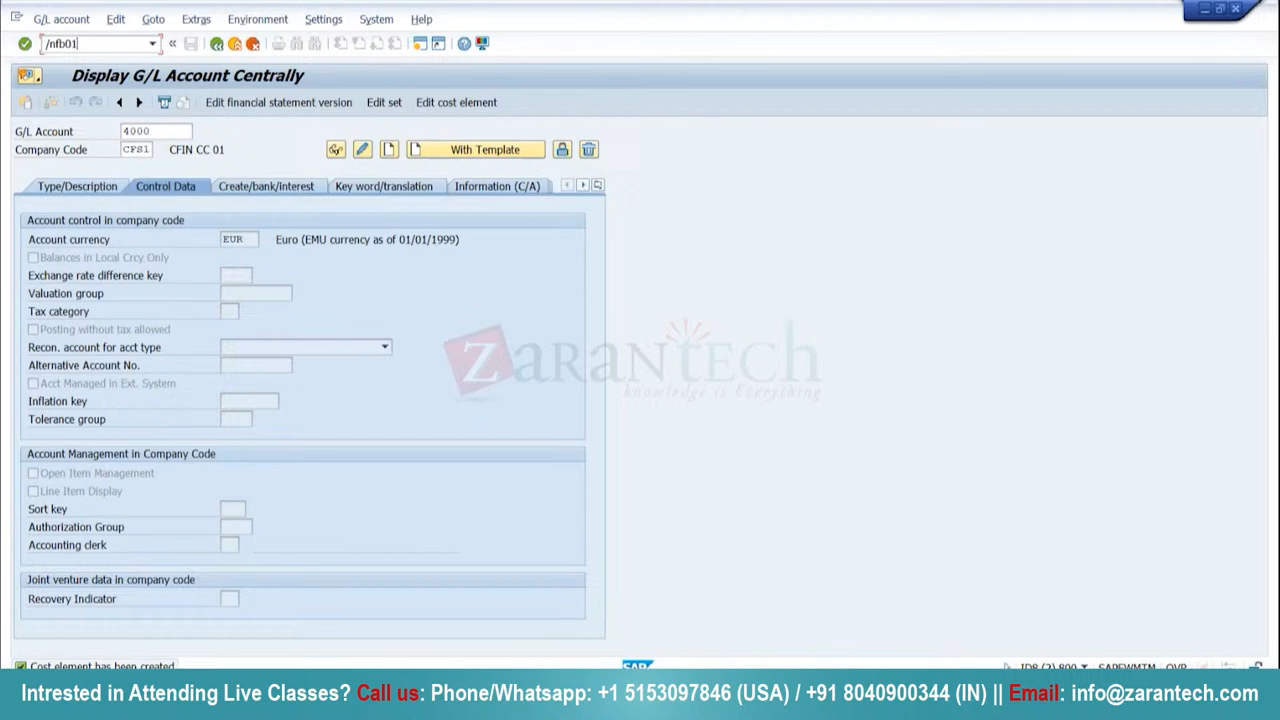 G/L account Edit Goto Extras Environment Settings System Help
/nfb01
Display G/L Account Centrally
Edit financial statement version Edit set Edit cost element
G/L Account 4000
Company Code CFS1 CFIN CC 01 With Template
Type/Description Control Data Create/bank/interest Key word/translation Information (C/A)
Account control in company code
Account currency EUR Euro (EMU currency as of 01/01/1999)
Balances in Local Crcy Only
Exchange rate difference key
Valuation group
Tax category
Posting without tax allowed
Recon. account for acct type
Alternative Account No.
Acct Managed in Ext. System
Inflation key
Tolerance group
ZaranTech
knowledge is Everything
Account Management in Company Code
Open Item Management
Line Item Display
Sort key
Authorization Group
Accounting clerk
Joint venture data in company code
Recovery Indicator
Cost element has been created
SAP
Intrested in Attending Live Classes? Call us: Phone/Whatsapp: +1 5153097846 (USA) / +91 8040900344 (IN) || Email: info@zarantech.com